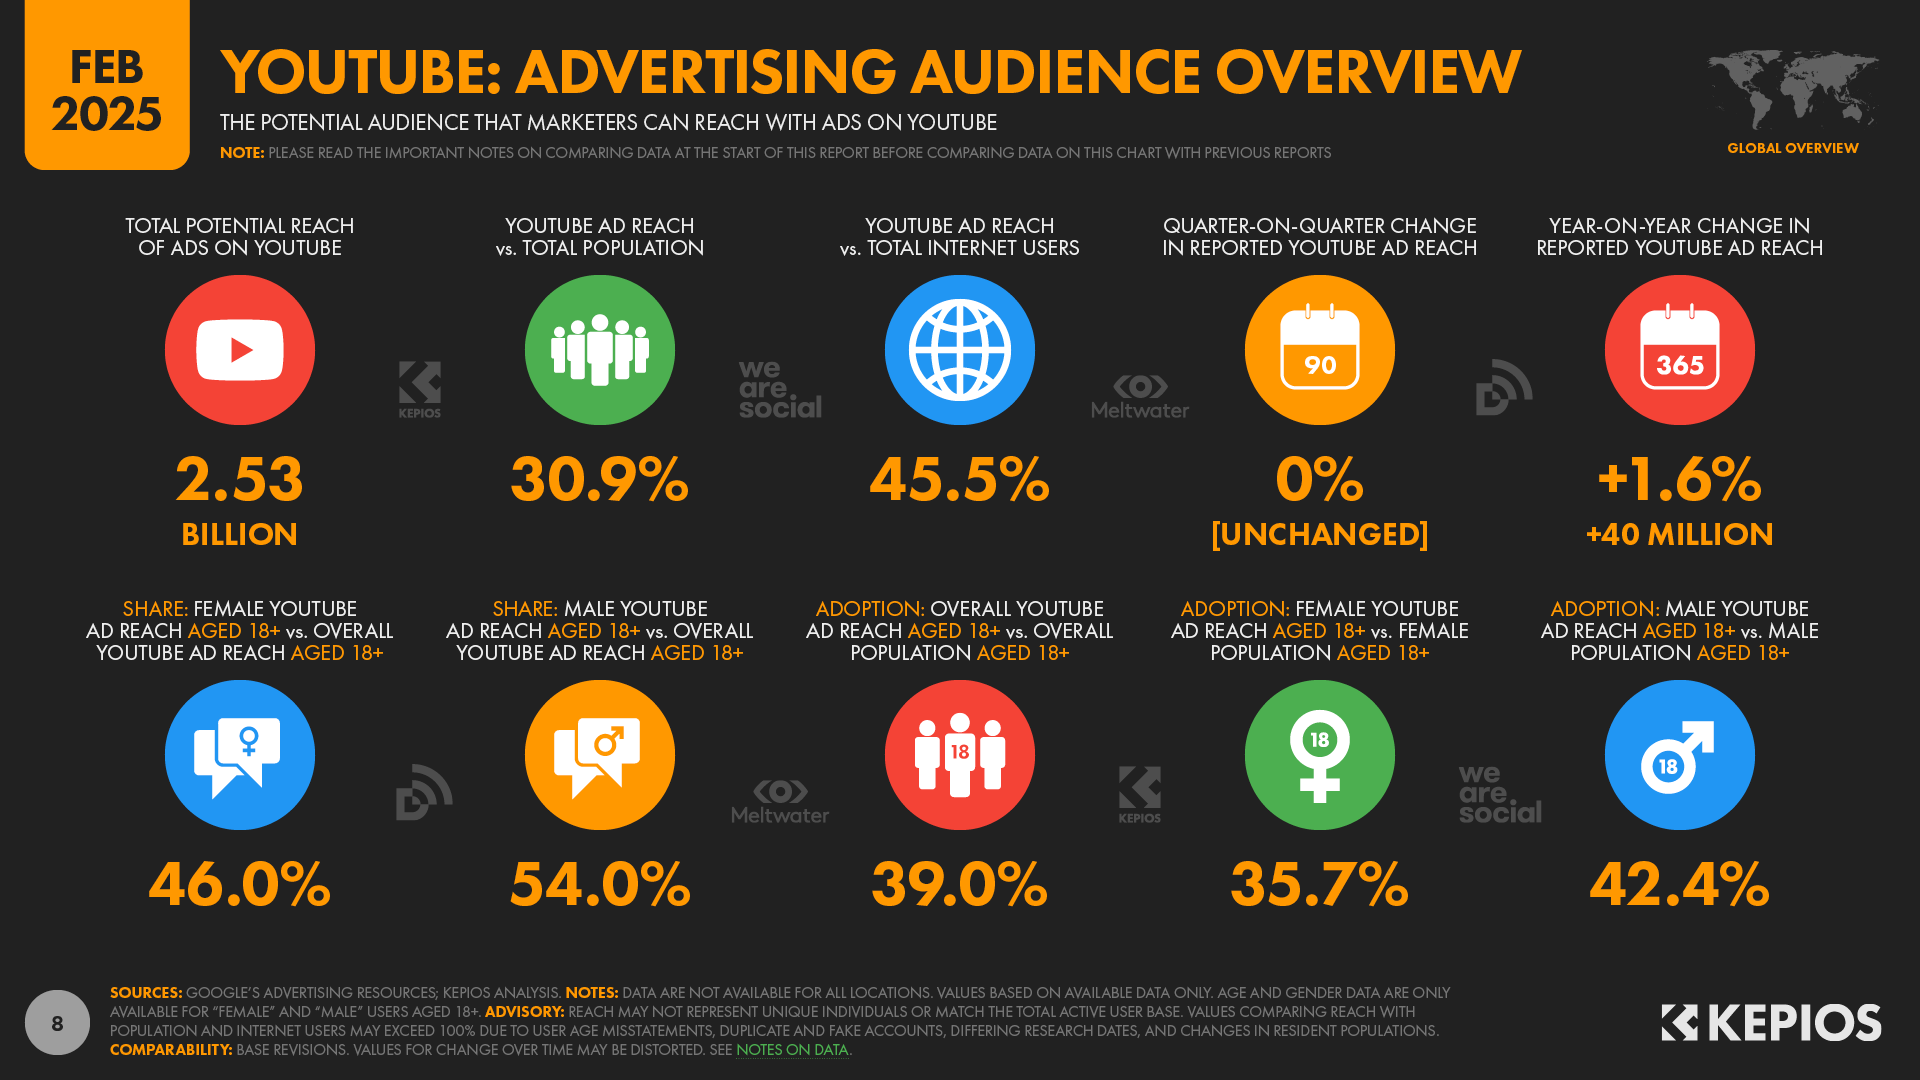 FEB
2025
YOUTUBE: ADVERTISING AUDIENCE OVERVIEW
THE POTENTIAL AUDIENCE THAT MARKETERS CAN REACH WITH ADS ON YOUTUBE
NOTE: PLEASE READ THE IMPORTANT NOTES ON COMPARING DATA AT THE START OF THIS REPORT BEFORE COMPARING DATA ON THIS CHART WITH PREVIOUS REPORTS
GLOBAL OVERVIEW
TOTAL POTENTIAL REACH
OF ADS ON YOUTUBE
2.53
BILLION
YOUTUBE AD REACH
vs. TOTAL POPULATION
30.9%
YOUTUBE AD REACH
vs. TOTAL INTERNET USERS
45.5%
QUARTER-ON-QUARTER CHANGE
IN REPORTED YOUTUBE AD REACH
90
0%
[UNCHANGED]
YEAR-ON-YEAR CHANGE IN
REPORTED YOUTUBE AD REACH
365
+1.6%
+40 MILLION
KEPIOS
we
are
social
Meltwater
SHARE: FEMALE YOUTUBE
AD REACH AGED 18+ vs. OVERALL
YOUTUBE AD REACH AGED 18+
46.0%
SHARE: MALE YOUTUBE
AD REACH AGED 18+ vs. OVERALL
YOUTUBE AD REACH AGED 18+
54.0%
ADOPTION: OVERALL YOUTUBE
AD REACH AGED 18+ vs. OVERALL
POPULATION AGED 18+
18
39.0%
ADOPTION: FEMALE YOUTUBE
AD REACH AGED 18+ vs. FEMALE
POPULATION AGED 18+
18
35.7%
ADOPTION: MALE YOUTUBE
AD REACH AGED 18+ vs. MALE
POPULATION AGED 18+
18
42.4%
Meltwater
KEPIOS
we
are
social
8
SOURCES: GOOGLE'S ADVERTISING RESOURCES; KEPIOS ANALYSIS. NOTES: DATA ARE NOT AVAILABLE FOR ALL LOCATIONS. VALUES BASED ON AVAILABLE DATA ONLY. AGE AND GENDER DATA ARE ONLY
AVAILABLE FOR "FEMALE" AND "MALE" USERS AGED 18+. ADVISORY: REACH MAY NOT REPRESENT UNIQUE INDIVIDUALS OR MATCH THE TOTAL ACTIVE USER BASE. VALUES COMPARING REACH WITH
POPULATION AND INTERNET USERS MAY EXCEED 100% DUE TO USER AGE MISSTATEMENTS, DUPLICATE AND FAKE ACCOUNTS, DIFFERING RESEARCH DATES, AND CHANGES IN RESIDENT POPULATIONS.
COMPARABILITY: BASE REVISIONS. VALUES FOR CHANGE OVER TIME MAY BE DISTORTED. SEE NOTES ON DATA.
KEPIOS